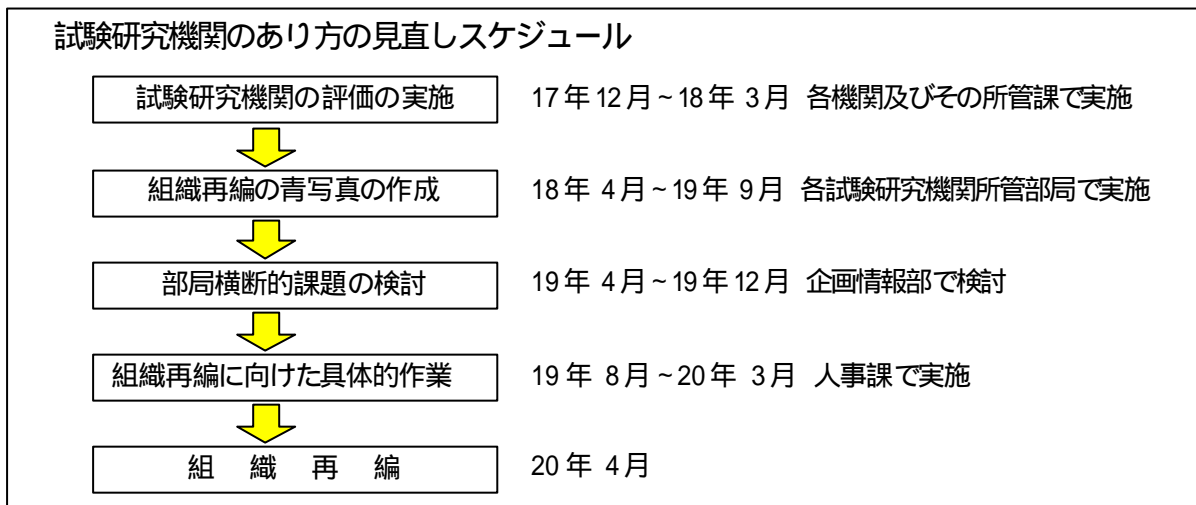 試験研究機関のあり方の見直しスケジュール
試験研究機関の評価の実施 17年12月~18年 3月 各機関及びその所管課で実施
組織再編の青写真の作成 18年 4月~19年 9月 各試験研究機関所管部局で実施
部局横断的課題の検討 19年 4月~19年12月 企画情報部で検討
組織再編に向けた具体的作業 19年 8月~20年 3月 人事課で実施
組 織 再 編 20年 4月